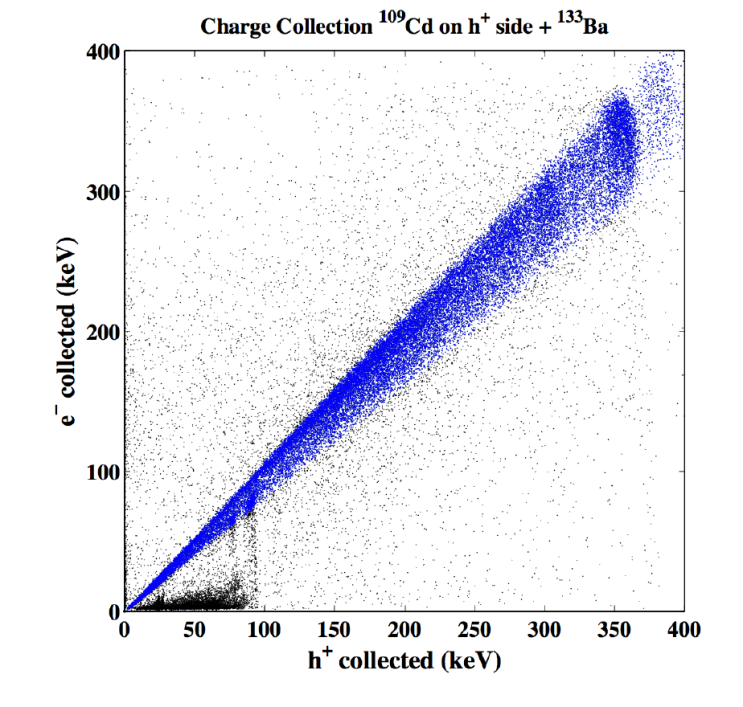 Charge Collection ¹⁰⁹Cd on h⁺ side + ¹³³Ba
400
300
200
100
0
e⁻ collected (keV)
0 50 100 150 200 250 300 350 400
h⁺ collected (keV)